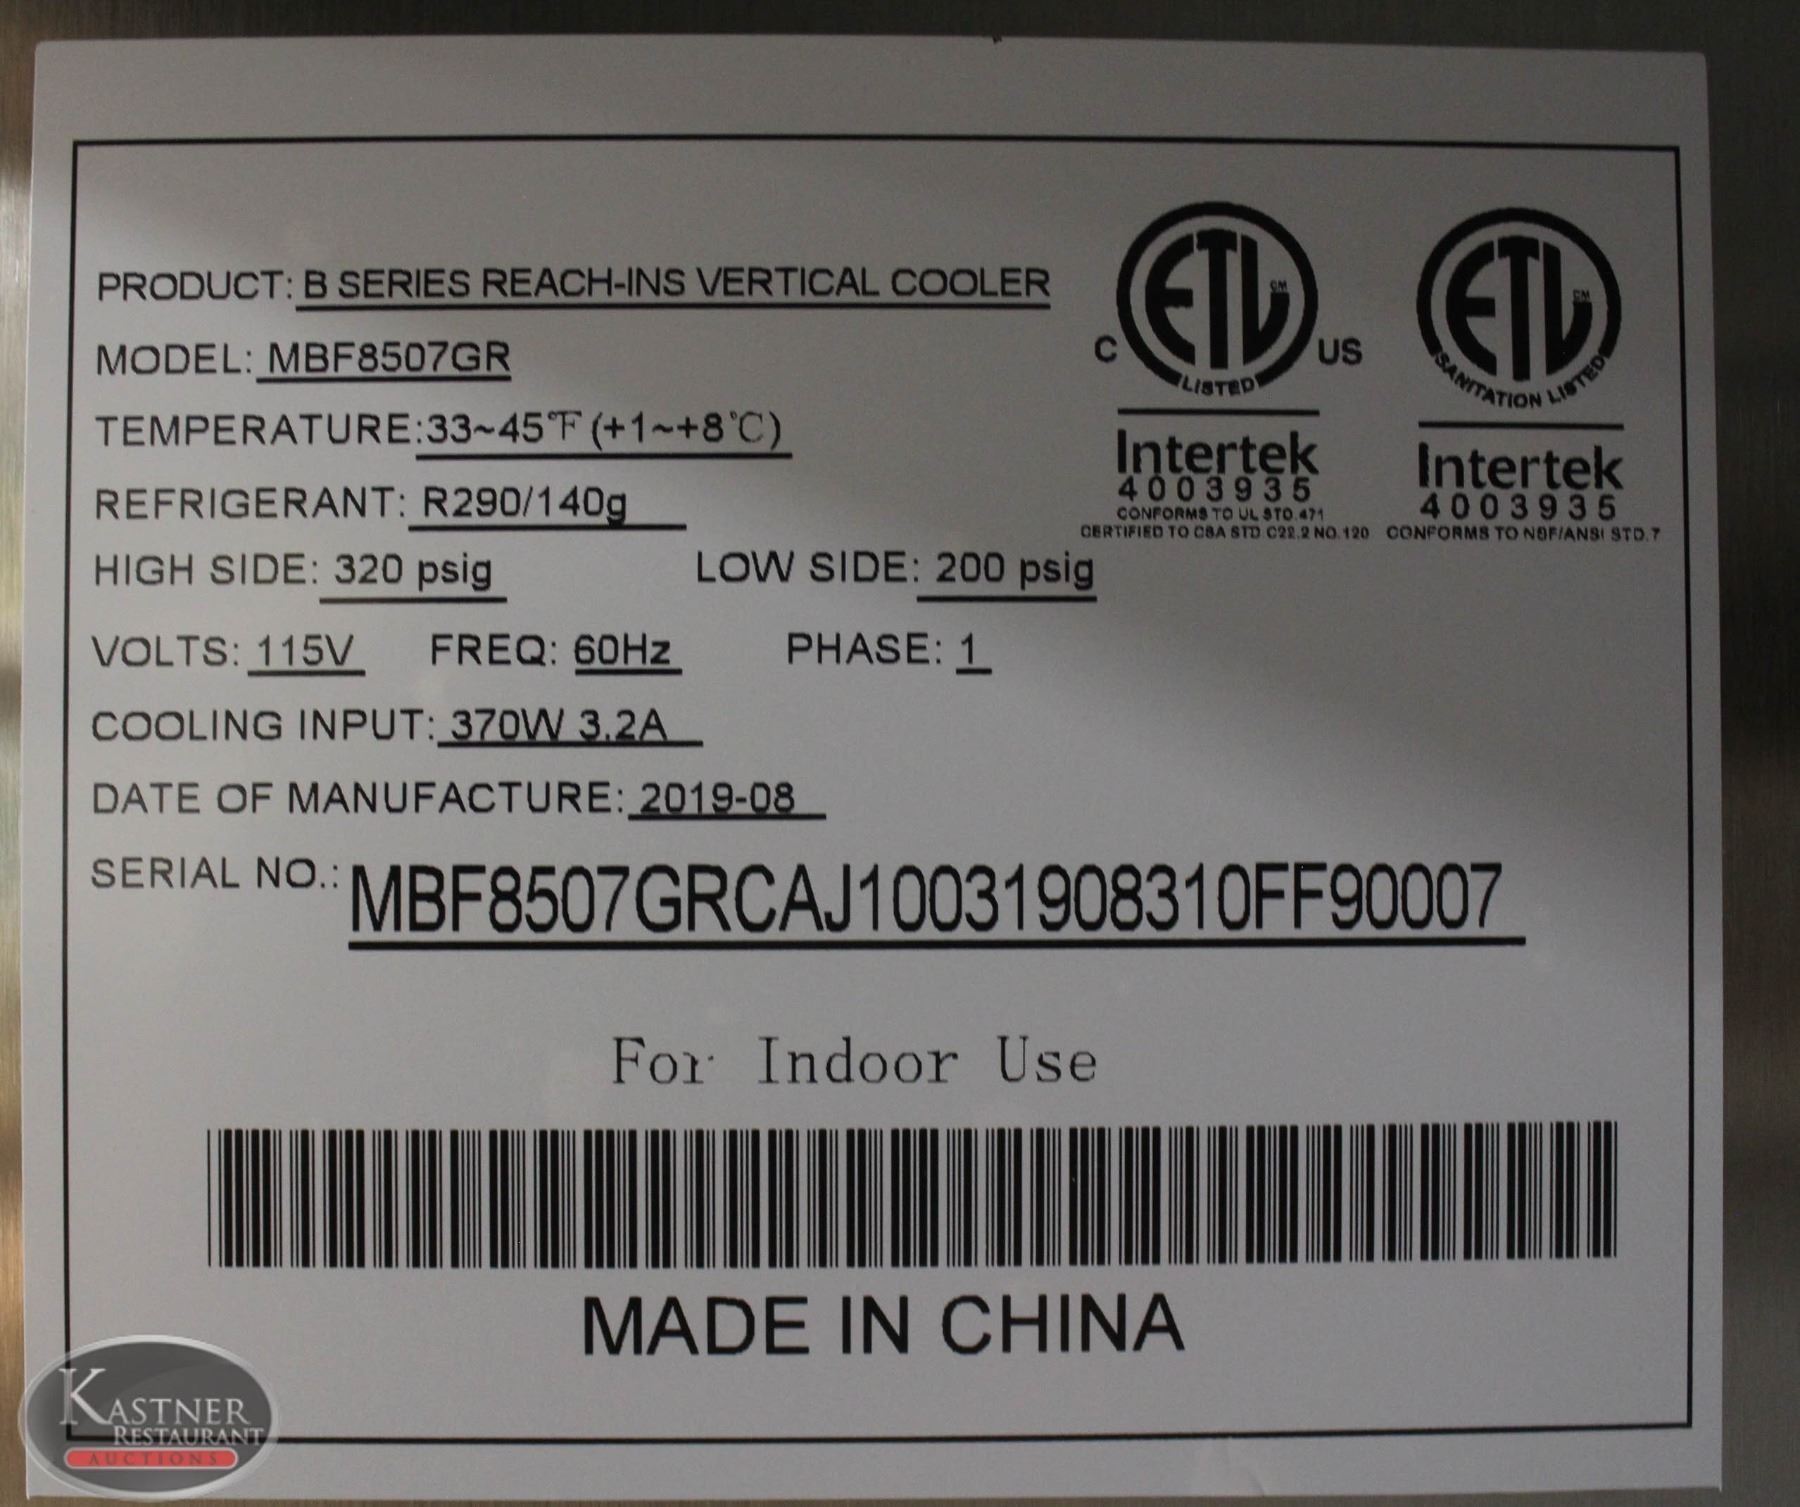 PRODUCT: B SERIES REACH-INS VERTICAL COOLER
MODEL: MBF8507GR
TEMPERATURE:33~45℉ (+1~+8℃)
REFRIGERANT: R290/140g
HIGH SIDE: 320 psig LOW SIDE: 200 psig
VOLTS: 115V FREQ: 60Hz PHASE: 1
COOLING INPUT: 370W 3.2A
DATE OF MANUFACTURE: 2019-08
SERIAL NO.: MBF8507GRCAJ10031908310FF90007
C ETL CM US
LISTED
Intertek
4003935
CONFORMS TO UL STD.471
CERTIFIED TO CSA STD C22.2 NO.120
ETL CM
SANITATION LISTED
Intertek
4003935
CONFORMS TO NSF/ANSI STD.7
For Indoor Use
MADE IN CHINA
KASTNER
RESTAURANT
AUCTIONS